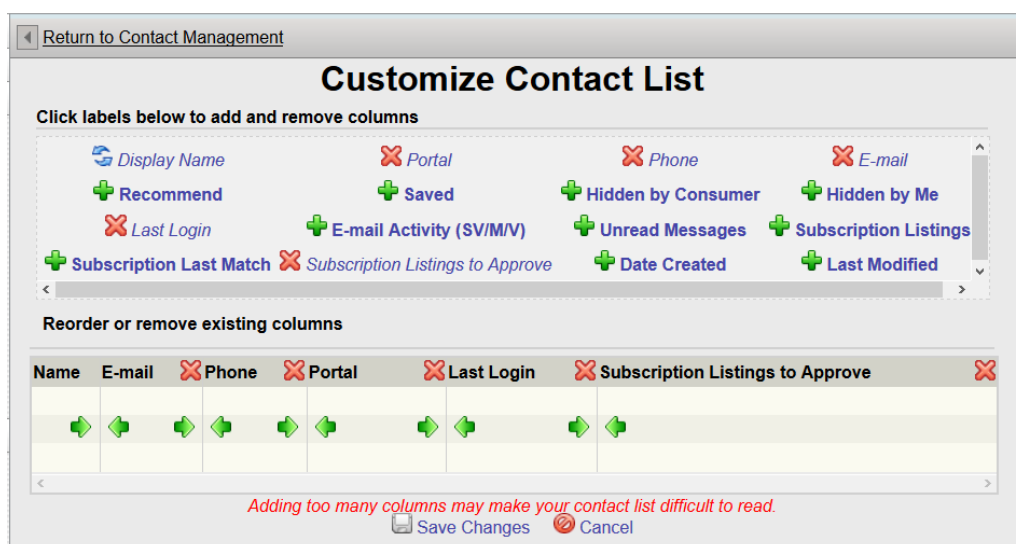 Return to Contact Management
Customize Contact List
Click labels below to add and remove columns
Display Name Portal Phone E-mail
Recommend Saved Hidden by Consumer Hidden by Me
Last Login E-mail Activity (SV/M/V) Unread Messages Subscription Listings
Subscription Last Match Subscription Listings to Approve Date Created Last Modified
Reorder or remove existing columns
Name E-mail Phone Portal Last Login Subscription Listings to Approve
Adding too many columns may make your contact list difficult to read.
Save Changes Cancel